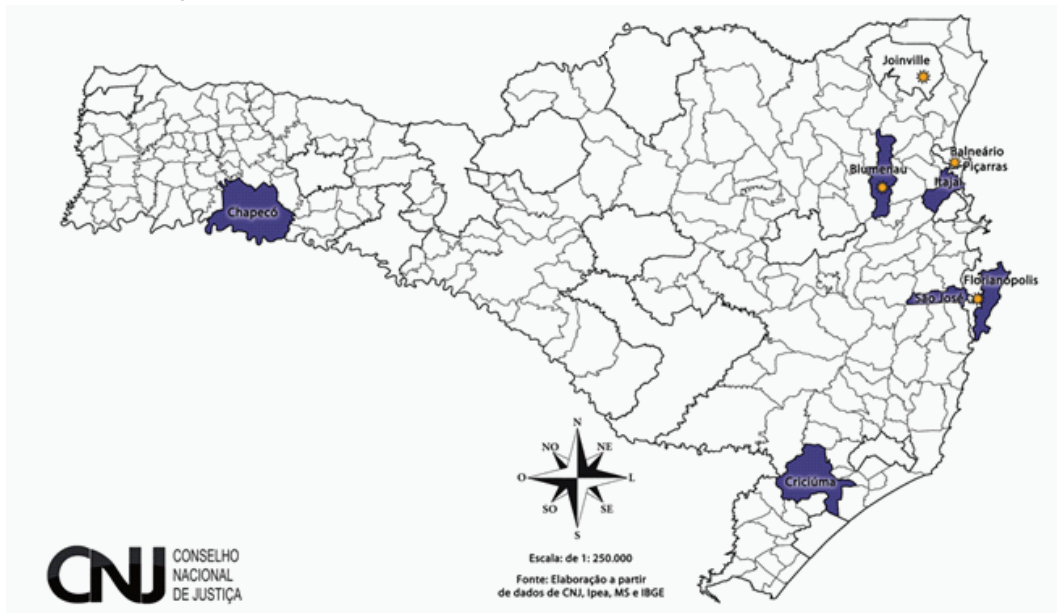 Joinville
Balneário
Piçarras
Blumenau
Itajaí
Chapecó
Florianópolis
São José
Criciúma
N
NO
NE
O
L
SO
SE
S
Escala: de 1: 250.000
Fonte: Elaboração a partir
de dados de CNJ, Ipea, MS e IBGE
CNJ
CONSELHO
NACIONAL
DE JUSTIÇA